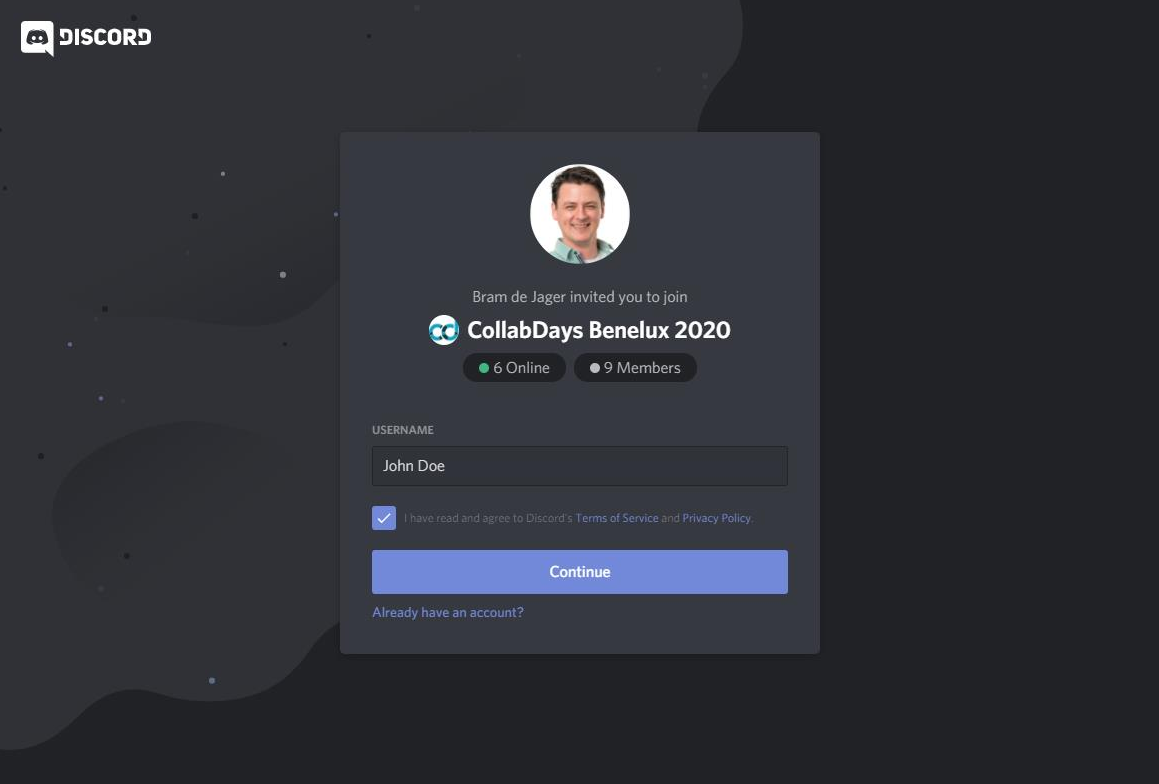 DISCORD
Bram de Jager invited you to join
cd CollabDays Benelux 2020
6 Online 9 Members
USERNAME
John Doe
I have read and agree to Discord's Terms of Service and Privacy Policy.
Continue
Already have an account?